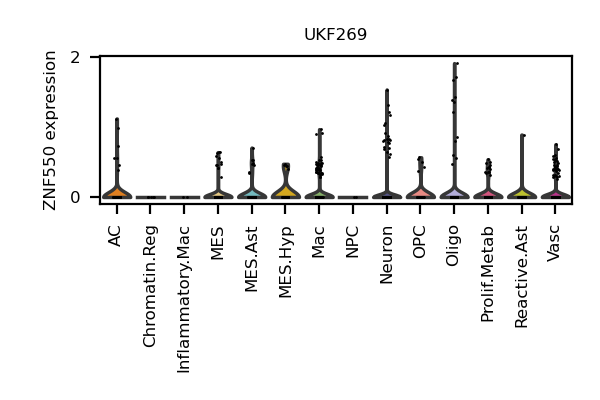 UKF269
ZNF550 expression
2
0
AC
Chromatin.Reg
Inflammatory.Mac
MES
MES.Ast
MES.Hyp
Mac
NPC
Neuron
OPC
Oligo
Prolif.Metab
Reactive.Ast
Vasc